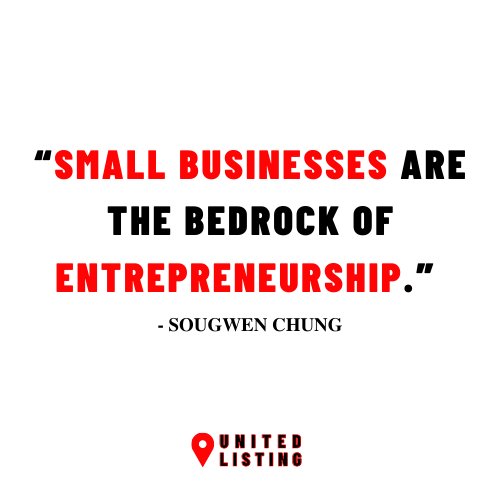 “SMALL BUSINESSES ARE
THE BEDROCK OF
ENTREPRENEURSHIP.”
- SOUGWEN CHUNG
UNITED
LISTING